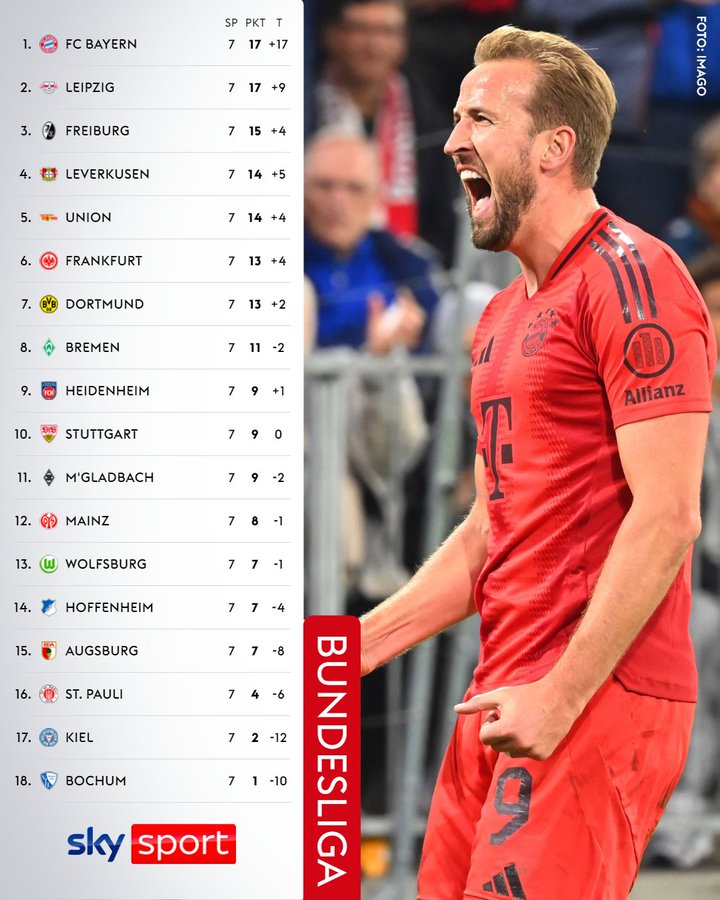 SP PKT T
1. FC BAYERN 7 17 +17
2. LEIPZIG 7 17 +9
3. FREIBURG 7 15 +4
4. LEVERKUSEN 7 14 +5
5. UNION 7 14 +4
6. FRANKFURT 7 13 +4
7. DORTMUND 7 13 +2
8. BREMEN 7 11 -2
9. HEIDENHEIM 7 9 +1
10. STUTTGART 7 9 0
11. M'GLADBACH 7 9 -2
12. MAINZ 7 8 -1
13. WOLFSBURG 7 7 -1
14. HOFFENHEIM 7 7 -4
15. AUGSBURG 7 7 -8
16. ST. PAULI 7 4 -6
17. KIEL 7 2 -12
18. BOCHUM 7 1 -10
sky sport
BUNDESLIGA
FOTO: IMAGO
Allianz
T
9